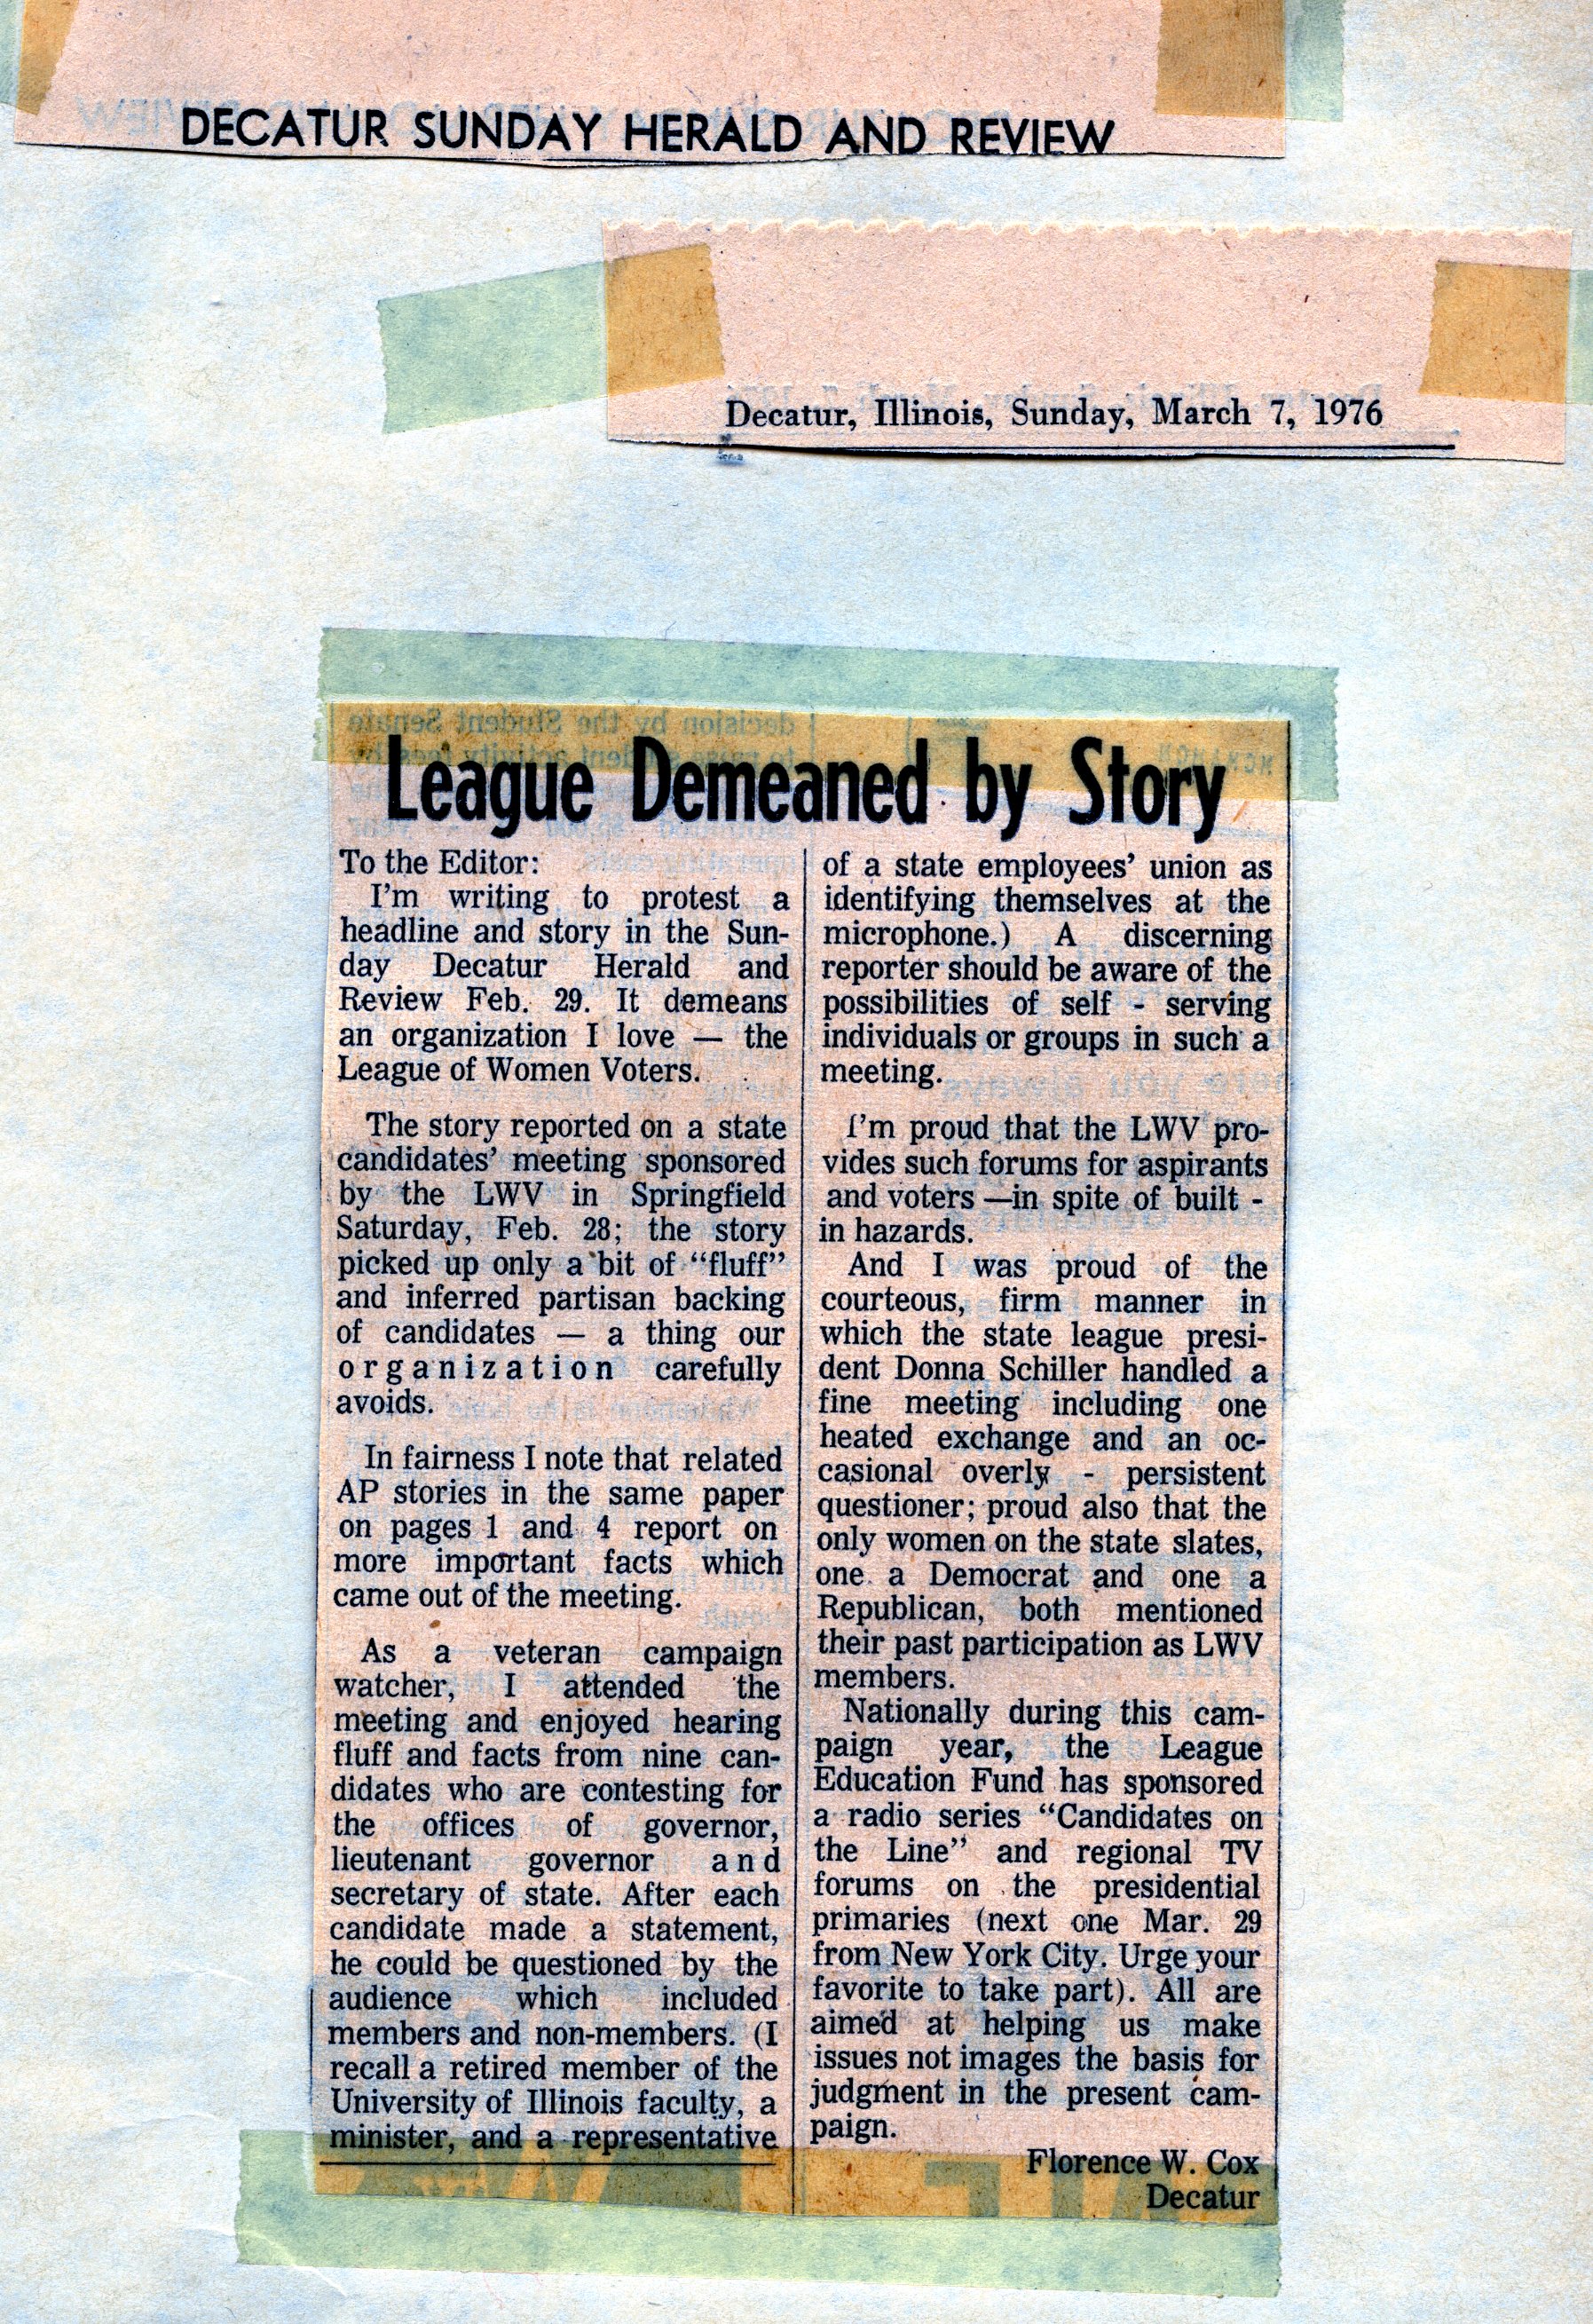 DECATUR SUNDAY HERALD AND REVIEW
Decatur, Illinois, Sunday, March 7, 1976
League Demeaned by Story
To the Editor:
I'm writing to protest a
headline and story in the Sun-
day Decatur Herald and
Review Feb. 29. It demeans
an organization I love — the
League of Women Voters.
The story reported on a state
candidates' meeting sponsored
by the LWV in Springfield
Saturday, Feb. 28; the story
picked up only a bit of "fluff"
and inferred partisan backing
of candidates — a thing our
organization carefully
avoids.
In fairness I note that related
AP stories in the same paper
on pages 1 and 4 report on
more important facts which
came out of the meeting.
As a veteran campaign
watcher, I attended the
meeting and enjoyed hearing
fluff and facts from nine can-
didates who are contesting for
the offices of governor,
lieutenant governor and
secretary of state. After each
candidate made a statement,
he could be questioned by the
audience which included
members and non-members. (I
recall a retired member of the
University of Illinois faculty, a
minister, and a representative
of a state employees' union as
identifying themselves at the
microphone.) A discerning
reporter should be aware of the
possibilities of self - serving
individuals or groups in such a
meeting.
I'm proud that the LWV pro-
vides such forums for aspirants
and voters —in spite of built -
in hazards.
And I was proud of the
courteous, firm manner in
which the state league presi-
dent Donna Schiller handled a
fine meeting including one
heated exchange and an oc-
casional overly - persistent
questioner; proud also that the
only women on the state slates,
one a Democrat and one a
Republican, both mentioned
their past participation as LWV
members.
Nationally during this cam-
paign year, the League
Education Fund has sponsored
a radio series "Candidates on
the Line" and regional TV
forums on the presidential
primaries (next one Mar. 29
from New York City. Urge your
favorite to take part). All are
aimed at helping us make
issues not images the basis for
judgment in the present cam-
paign.
Florence W. Cox
Decatur